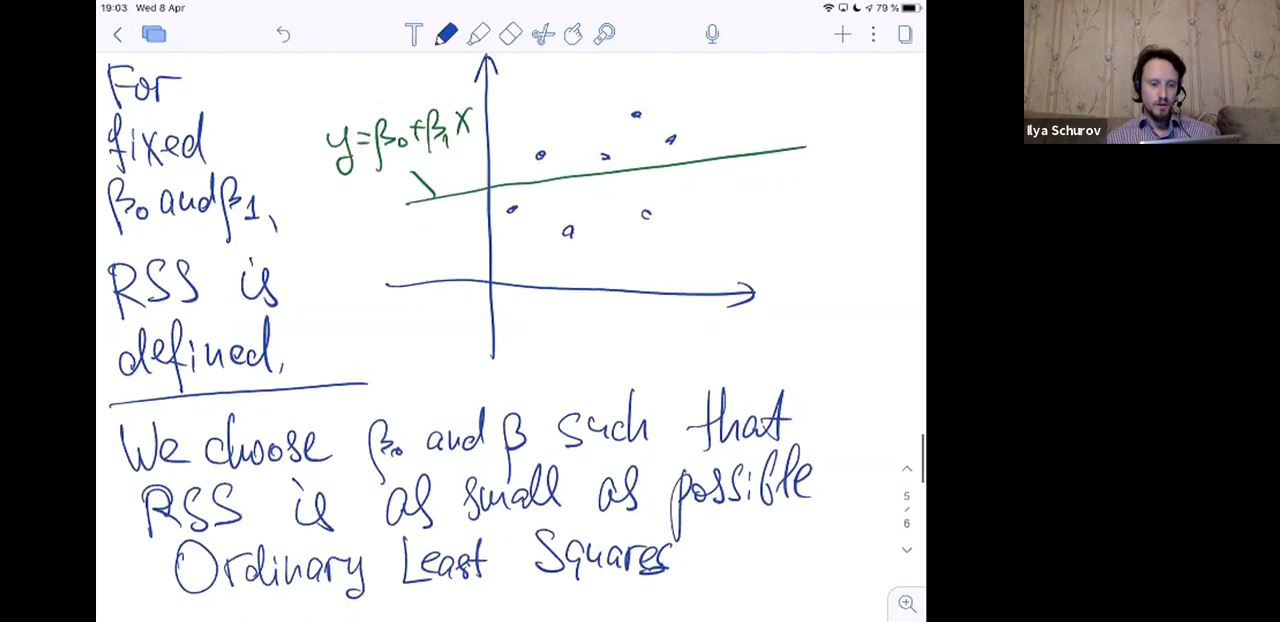 19:03 Wed 8 Apr
79 %
T
For
fixed
β₀ and β1,
RSS is
defined,
y=β₀+β₁X
We choose β₀ and β such that
RSS is as small as possible
Ordinary Least Squares
5
6
Ilya Schurov